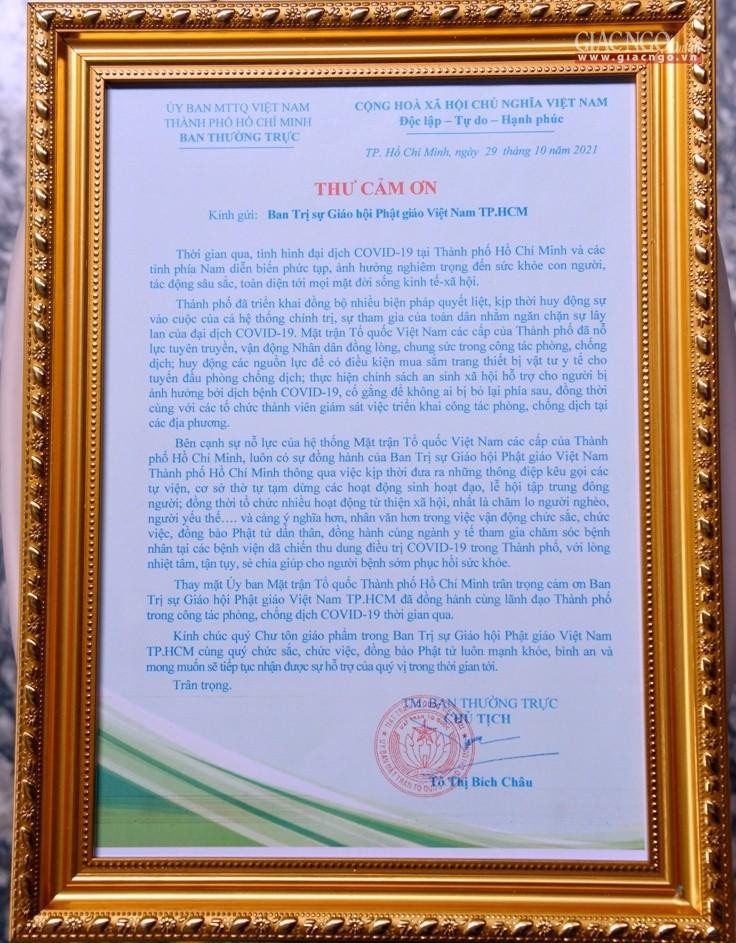 GIÁC NGỘ online
www.giacngo.vn
ỦY BAN MTTQ VIỆT NAM
THÀNH PHỐ HỒ CHÍ MINH
BAN THƯỜNG TRỰC
CỘNG HOÀ XÃ HỘI CHỦ NGHĨA VIỆT NAM
Độc lập – Tự do – Hạnh phúc
TP. Hồ Chí Minh, ngày 29 tháng 10 năm 2021
THƯ CẢM ƠN
Kính gửi: Ban Trị sự Giáo hội Phật giáo Việt Nam TP.HCM
Thời gian qua, tình hình đại dịch COVID-19 tại Thành phố Hồ Chí Minh và các
tỉnh phía Nam diễn biến phức tạp, ảnh hưởng nghiêm trọng đến sức khỏe con người,
tác động sâu sắc, toàn diện tới mọi mặt đời sống kinh tế-xã hội.
Thành phố đã triển khai đồng bộ nhiều biện pháp quyết liệt, kịp thời huy động sự
vào cuộc của cả hệ thống chính trị, sự tham gia của toàn dân nhằm ngăn chặn sự lây
lan của đại dịch COVID-19. Mặt trận Tổ quốc Việt Nam các cấp của Thành phố đã nỗ
lực tuyên truyền, vận động Nhân dân đồng lòng, chung sức trong công tác phòng, chống
dịch; huy động các nguồn lực để có điều kiện mua sắm trang thiết bị vật tư y tế cho
tuyến đầu phòng chống dịch; thực hiện chính sách an sinh xã hội hỗ trợ cho người bị
ảnh hưởng bởi dịch bệnh COVID-19, cố gắng để không ai bị bỏ lại phía sau, đồng thời
cùng với các tổ chức thành viên giám sát việc triển khai công tác phòng, chống dịch tại
các địa phương.
Bên cạnh sự nỗ lực của hệ thống Mặt trận Tổ quốc Việt Nam các cấp của Thành
phố Hồ Chí Minh, luôn có sự đồng hành của Ban Trị sự Giáo hội Phật giáo Việt Nam
Thành phố Hồ Chí Minh thông qua việc kịp thời đưa ra những thông điệp kêu gọi các
tự viện, cơ sở thờ tự tạm dừng các hoạt động sinh hoạt đạo, lễ hội tập trung đông
người; đồng thời tổ chức nhiều hoạt động từ thiện xã hội, nhất là chăm lo người nghèo,
người yếu thế…. và càng ý nghĩa hơn, nhân văn hơn trong việc vận động chức sắc, chức
việc, đồng bào Phật tử dấn thân, đồng hành cùng ngành y tế tham gia chăm sóc bệnh
nhân tại các bệnh viện dã chiến thu dung điều trị COVID-19 trong Thành phố, với lòng
nhiệt tâm, tận tụy, sẻ chia giúp cho người bệnh sớm phục hồi sức khỏe.
Thay mặt Ủy ban Mặt trận Tổ quốc Thành phố Hồ Chí Minh trân trọng cảm ơn Ban
Trị sự Giáo hội Phật giáo Việt Nam TP.HCM đã đồng hành cùng lãnh đạo Thành phố
trong công tác phòng, chống dịch COVID-19 thời gian qua.
Kính chúc quý Chư tôn giáo phẩm trong Ban Trị sự Giáo hội Phật giáo Việt Nam
TP.HCM cùng quý chức sắc, chức việc, đồng bào Phật tử luôn mạnh khỏe, bình an và
mong muốn sẽ tiếp tục nhận được sự hỗ trợ của quý vị trong thời gian tới.
Trân trọng.
TM. BAN THƯỜNG TRỰC
CHỦ TỊCH
Tô Thị Bích Châu